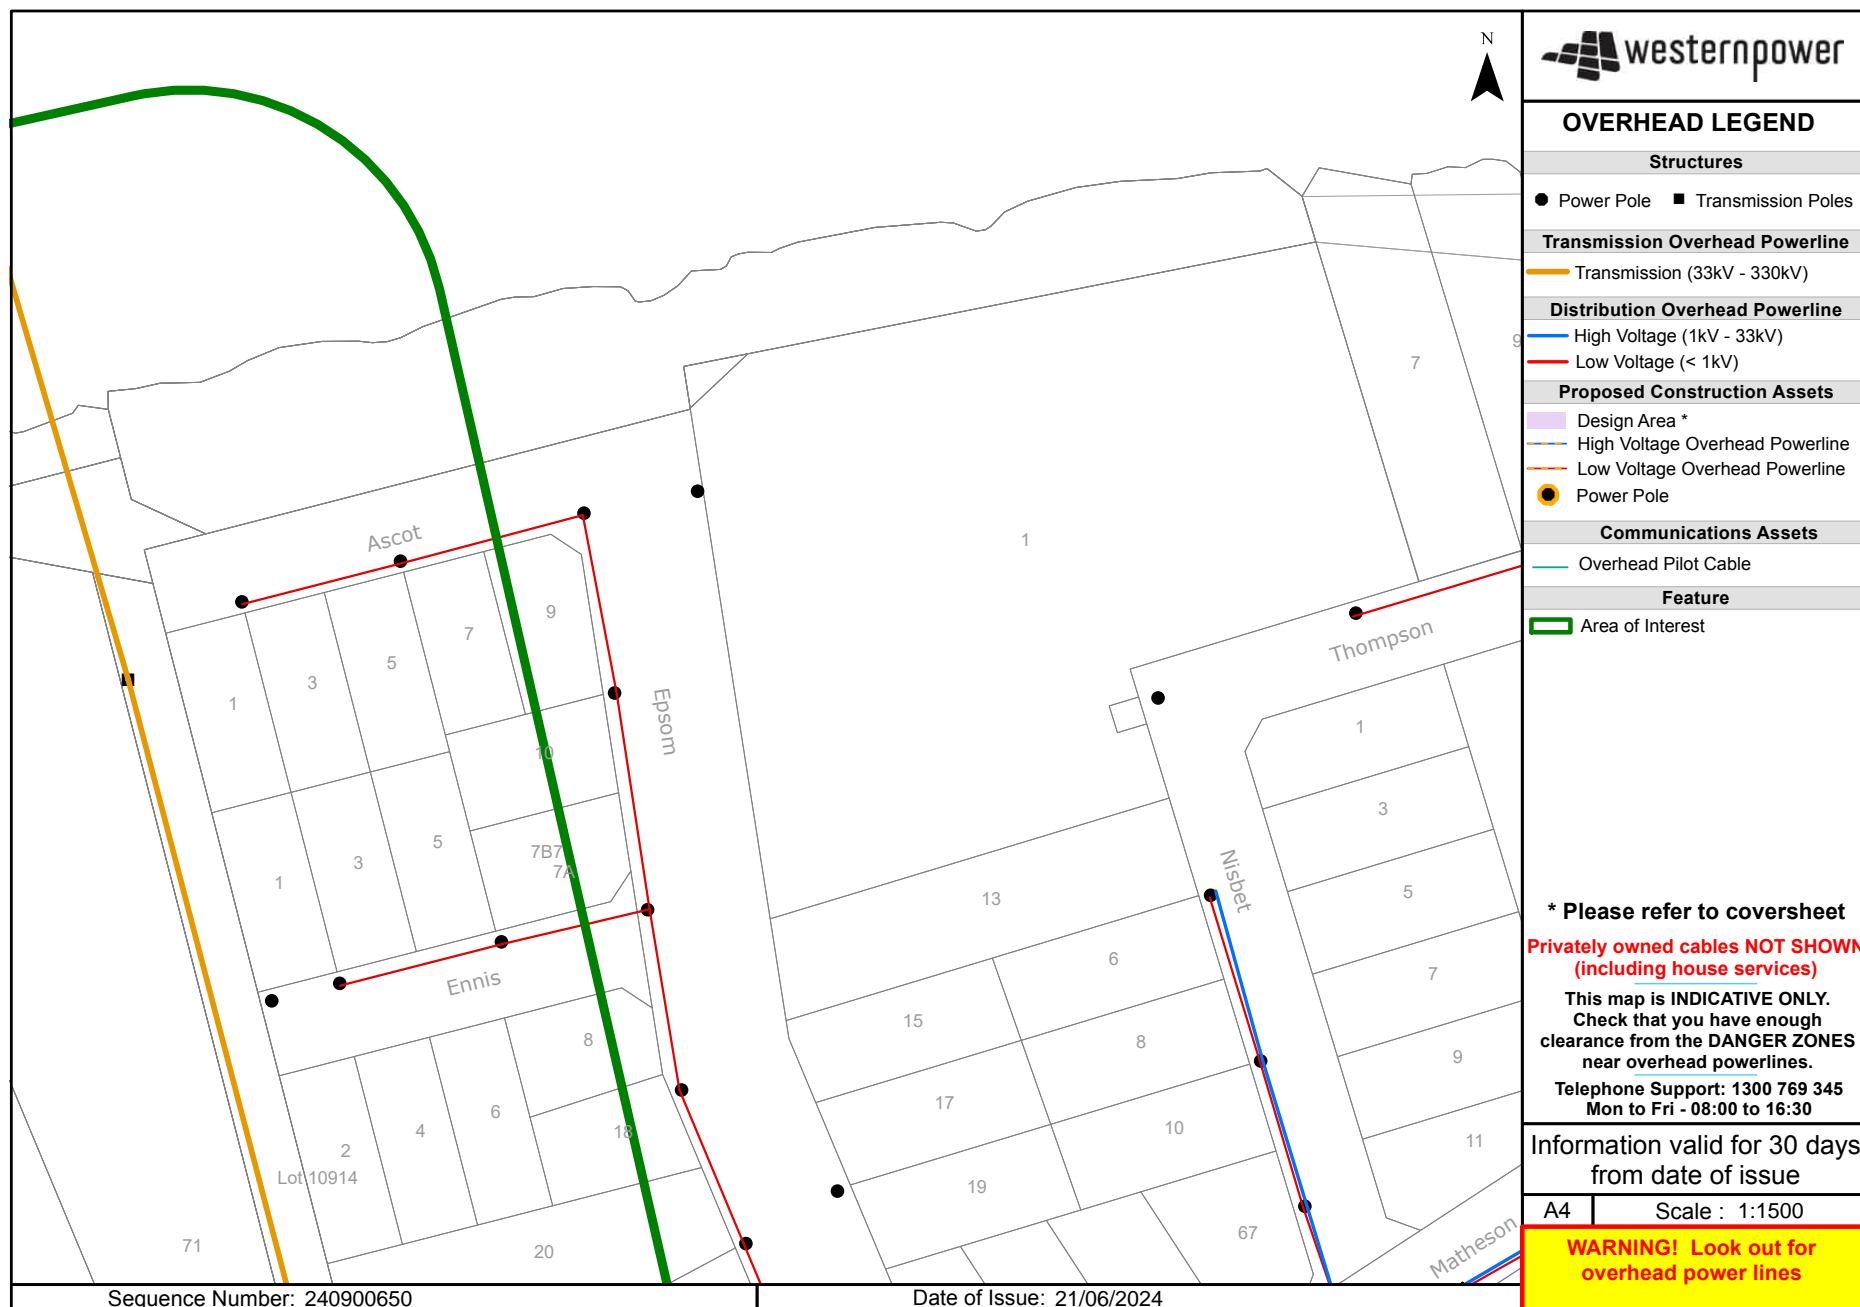 N
westernpower
OVERHEAD LEGEND
Structures
Power Pole
Transmission Poles
Transmission Overhead Powerline
Transmission (33kV - 330kV)
Distribution Overhead Powerline
High Voltage (1kV - 33kV)
Low Voltage (< 1kV)
Proposed Construction Assets
Design Area *
High Voltage Overhead Powerline
Low Voltage Overhead Powerline
Power Pole
Communications Assets
Overhead Pilot Cable
Feature
Area of Interest
* Please refer to coversheet
Privately owned cables NOT SHOWN
(including house services)
This map is INDICATIVE ONLY.
Check that you have enough
clearance from the DANGER ZONES
near overhead powerlines.
Telephone Support: 1300 769 345
Mon to Fri - 08:00 to 16:30
Information valid for 30 days
from date of issue
A4
Scale : 1:1500
WARNING! Look out for
overhead power lines
7
9
Ascot
1
9
7
5
3
1
Epsom
Thompson
1
10
3
5
3
1
7B7
7A
Nisbet
13
5
6
7
Ennis
15
8
8
9
17
6
4
2
18
10
11
Lot 10914
19
71
20
67
Matheson
Sequence Number: 240900650
Date of Issue: 21/06/2024